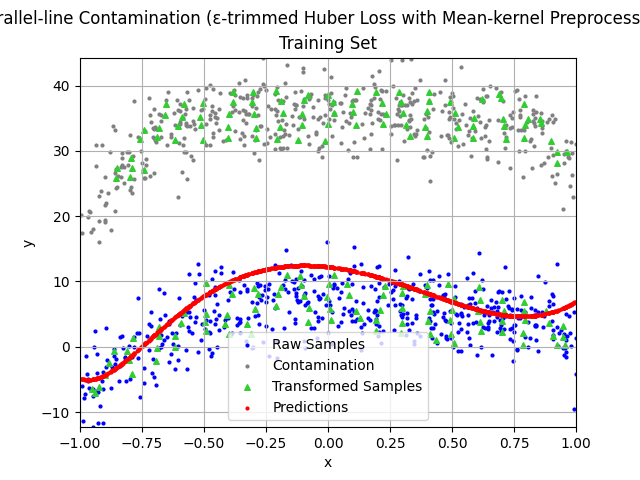 rallel-line Contamination (ε-trimmed Huber Loss with Mean-kernel Preprocess
Training Set
y
40
30
20
10
0
−10
Raw Samples
Contamination
Transformed Samples
Predictions
−1.00 −0.75 −0.50 −0.25 0.00 0.25 0.50 0.75 1.00
x